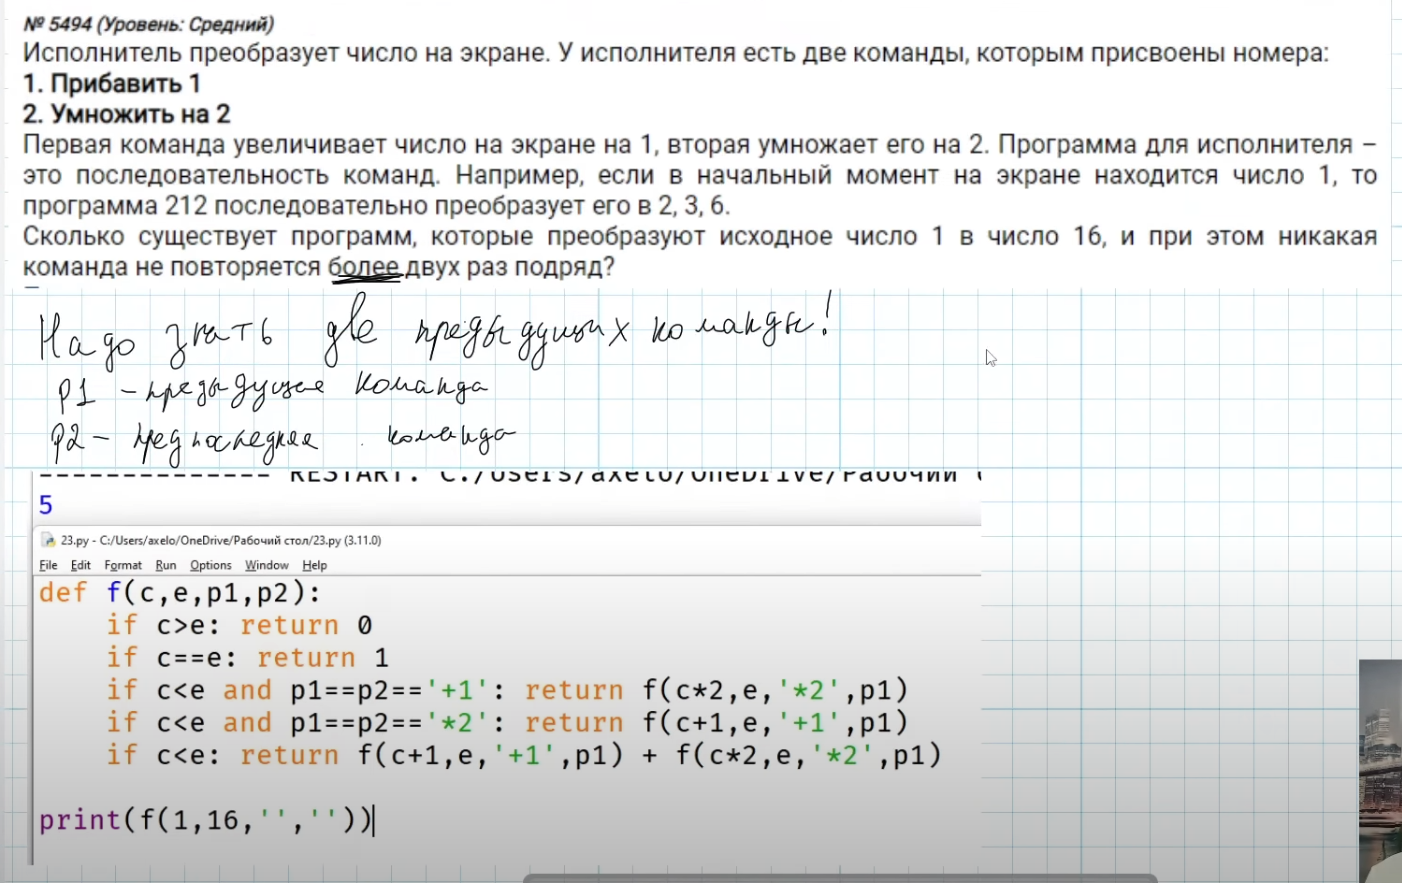 № 5494 (Уровень: Средний)
Исполнитель преобразует число на экране. У исполнителя есть две команды, которым присвоены номера:
1. Прибавить 1
2. Умножить на 2
Первая команда увеличивает число на экране на 1, вторая умножает его на 2. Программа для исполнителя –
это последовательность команд. Например, если в начальный момент на экране находится число 1, то
программа 212 последовательно преобразует его в 2, 3, 6.
Сколько существует программ, которые преобразуют исходное число 1 в число 16, и при этом никакая
команда не повторяется более двух раз подряд?
Надо знать две предыдущих команды!
p1 – предыдущая команда
p2 – предпоследняя команда
RESTART: C:/Users/axelo/OneDrive/Рабочий
5
23.py - C:/Users/axelo/OneDrive/Рабочий стол/23.py (3.11.0)
File Edit Format Run Options Window Help
def f(c,e,p1,p2):
    if c>e: return 0
    if c==e: return 1
    if c<e and p1==p2=='+1': return f(c*2,e,'*2',p1)
    if c<e and p1==p2=='*2': return f(c+1,e,'+1',p1)
    if c<e: return f(c+1,e,'+1',p1) + f(c*2,e,'*2',p1)
print(f(1,16,'',''))